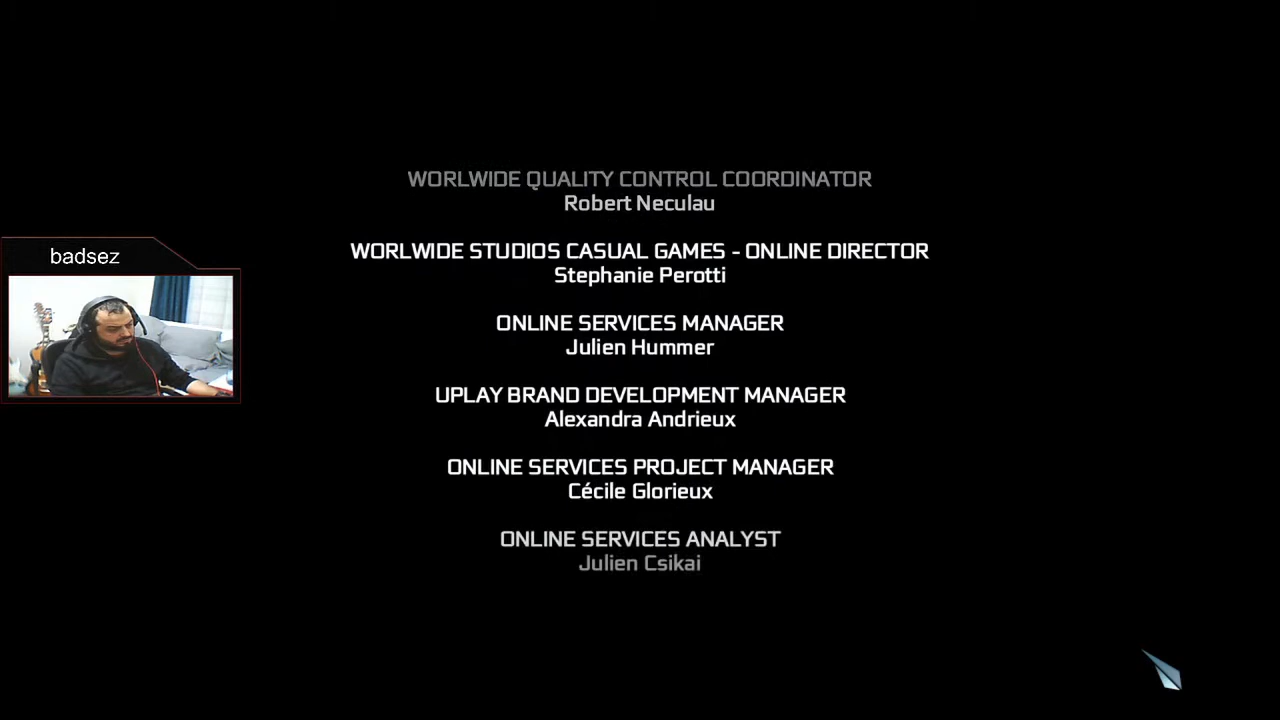 WORLWIDE QUALITY CONTROL COORDINATOR
Robert Neculau
WORLWIDE STUDIOS CASUAL GAMES - ONLINE DIRECTOR
Stephanie Perotti
badsez
ONLINE SERVICES MANAGER
Julien Hummer
UPLAY BRAND DEVELOPMENT MANAGER
Alexandra Andrieux
ONLINE SERVICES PROJECT MANAGER
Cécile Glorieux
ONLINE SERVICES ANALYST
Julien Csikai